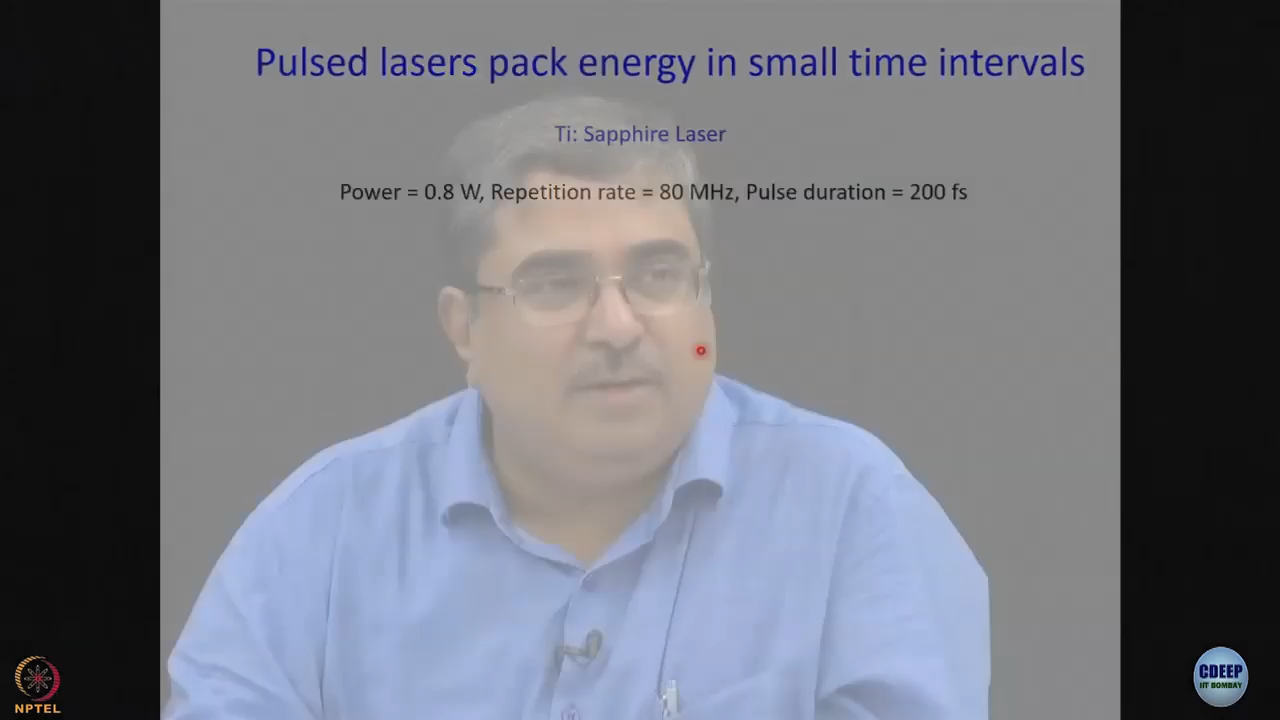 Pulsed lasers pack energy in small time intervals
Ti: Sapphire Laser
Power = 0.8 W, Repetition rate = 80 MHz, Pulse duration = 200 fs
NPTEL
CDEEP
IIT BOMBAY